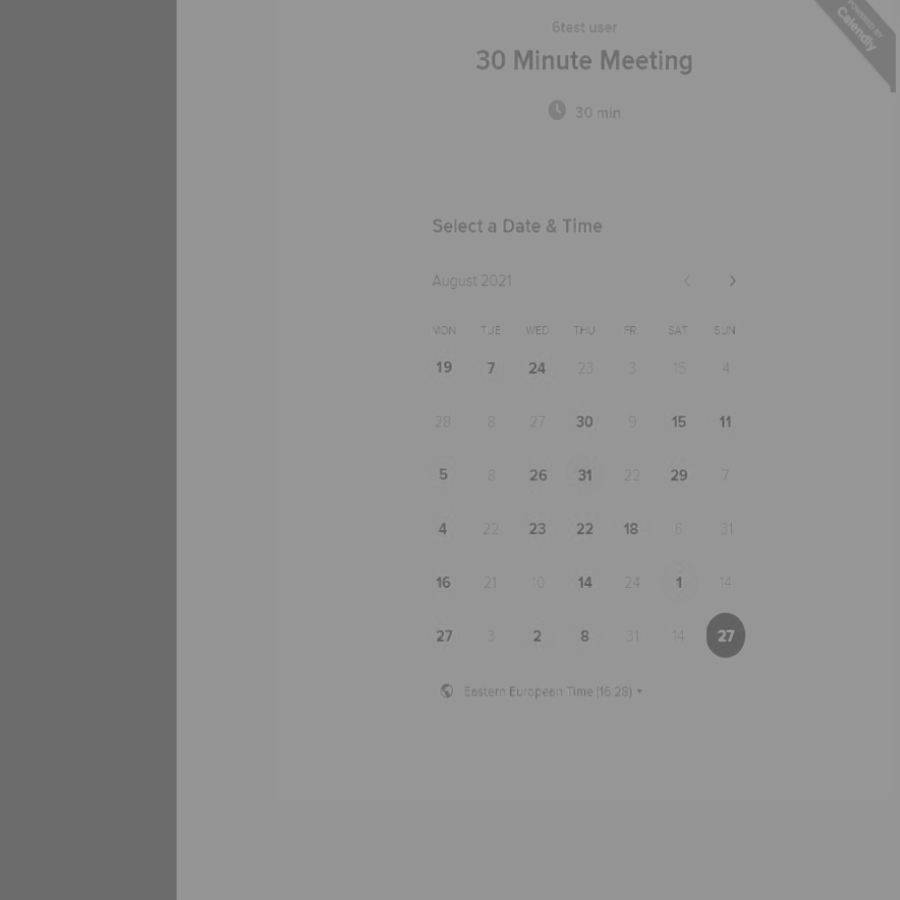 POWERED BY
Calendly
6test user
30 Minute Meeting
30 min
Select a Date & Time
August 2021
MON TUE WED THU FRI SAT SUN
19 7 24 23 3 15 4
28 8 27 30 9 15 11
5 8 26 31 22 29 7
4 22 23 22 18 6 31
16 21 10 14 24 1 14
27 3 2 8 31 14 27
Eastern European Time (16:28)